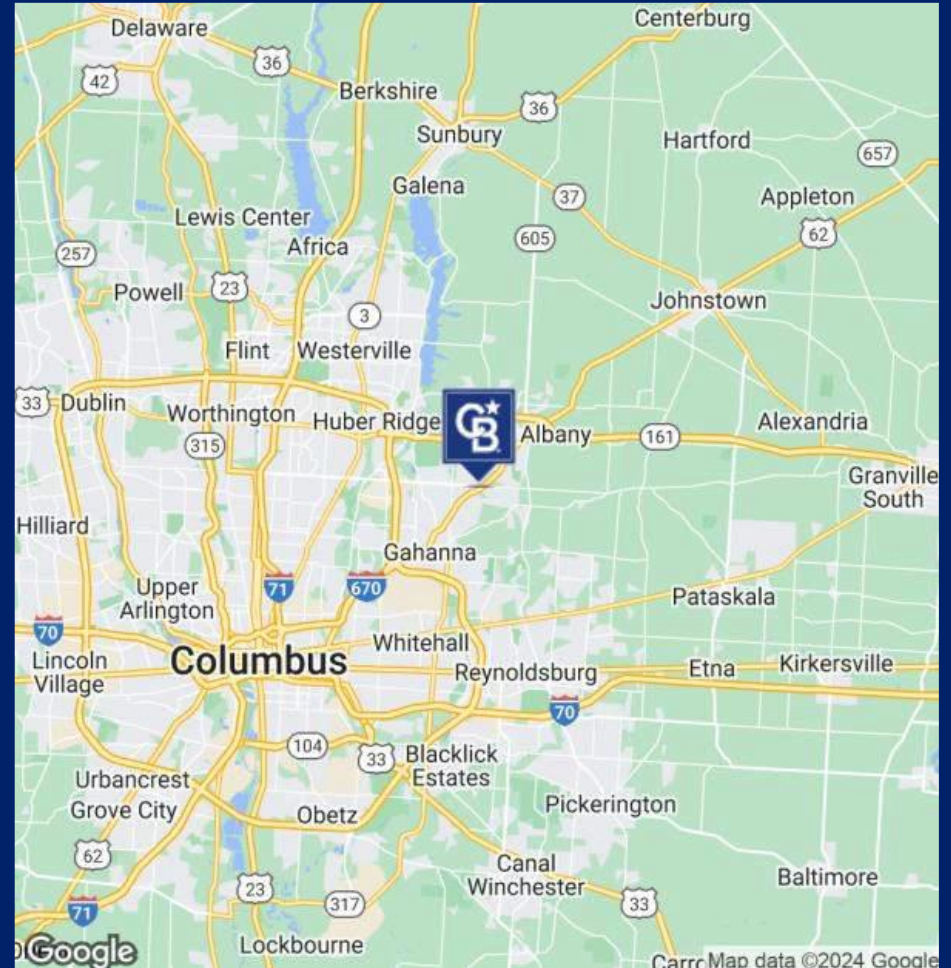 Centerburg
Delaware
36
42
Berkshire
36
Sunbury
Hartford
657
Galena
37
Appleton
Lewis Center
62
605
Africa
257
23
Powell
Johnstown
3
Flint
Westerville
33
Dublin
Worthington
Huber Ridge
CB
Albany
161
Alexandria
315
Granville
South
Hilliard
Gahanna
71
670
Upper
Arlington
Pataskala
70
Whitehall
Columbus
Lincoln
Village
Reynoldsburg
Etna
Kirkersville
70
104
33
Blacklick
Estates
Urbancrest
Grove City
Obetz
Pickerington
62
Canal
Winchester
Baltimore
23
317
33
71
Lockbourne
Google
Map data ©2024 Google